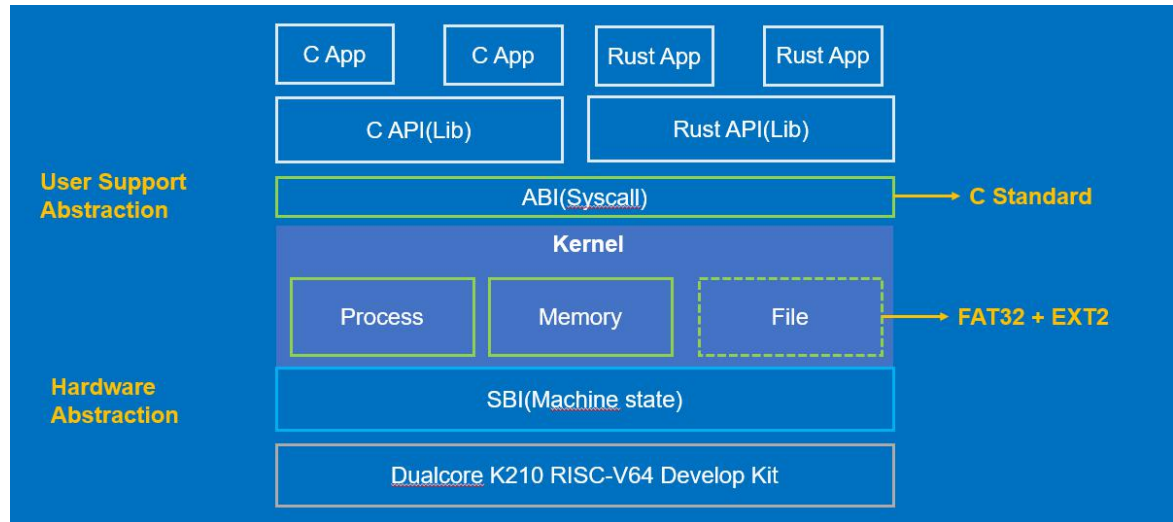 C App
C App
Rust App
Rust App
C API(Lib)
Rust API(Lib)
User Support
Abstraction
ABI(Syscall)
C Standard
Kernel
Process
Memory
File
FAT32 + EXT2
Hardware
Abstraction
SBI(Machine state)
Dualcore K210 RISC-V64 Develop Kit